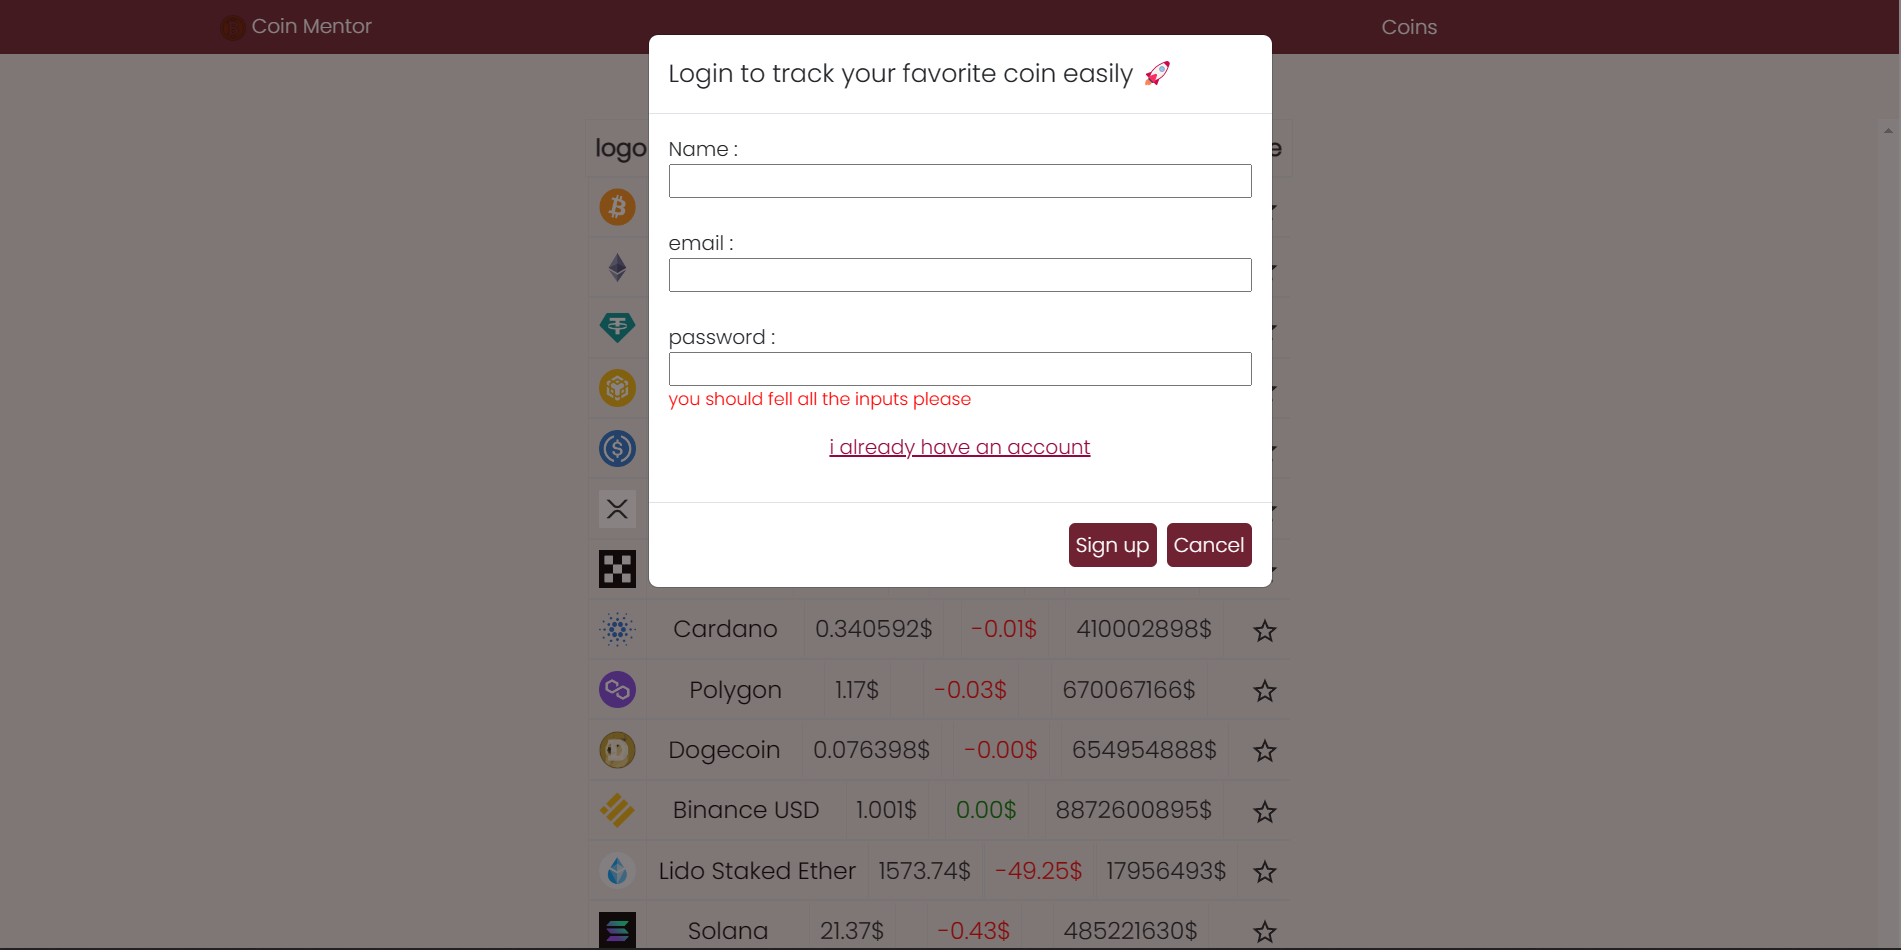 Coin Mentor
Coins
Login to track your favorite coin easily 🚀
logo
e
Name :
email :
password :
you should fell all the inputs please
i already have an account
Sign up Cancel
Cardano 0.340592$ -0.01$ 410002898$
Polygon 1.17$ -0.03$ 670067166$
Dogecoin 0.076398$ -0.00$ 654954888$
Binance USD 1.001$ 0.00$ 8872600895$
Lido Staked Ether 1573.74$ -49.25$ 17956493$
Solana 21.37$ -0.43$ 485221630$